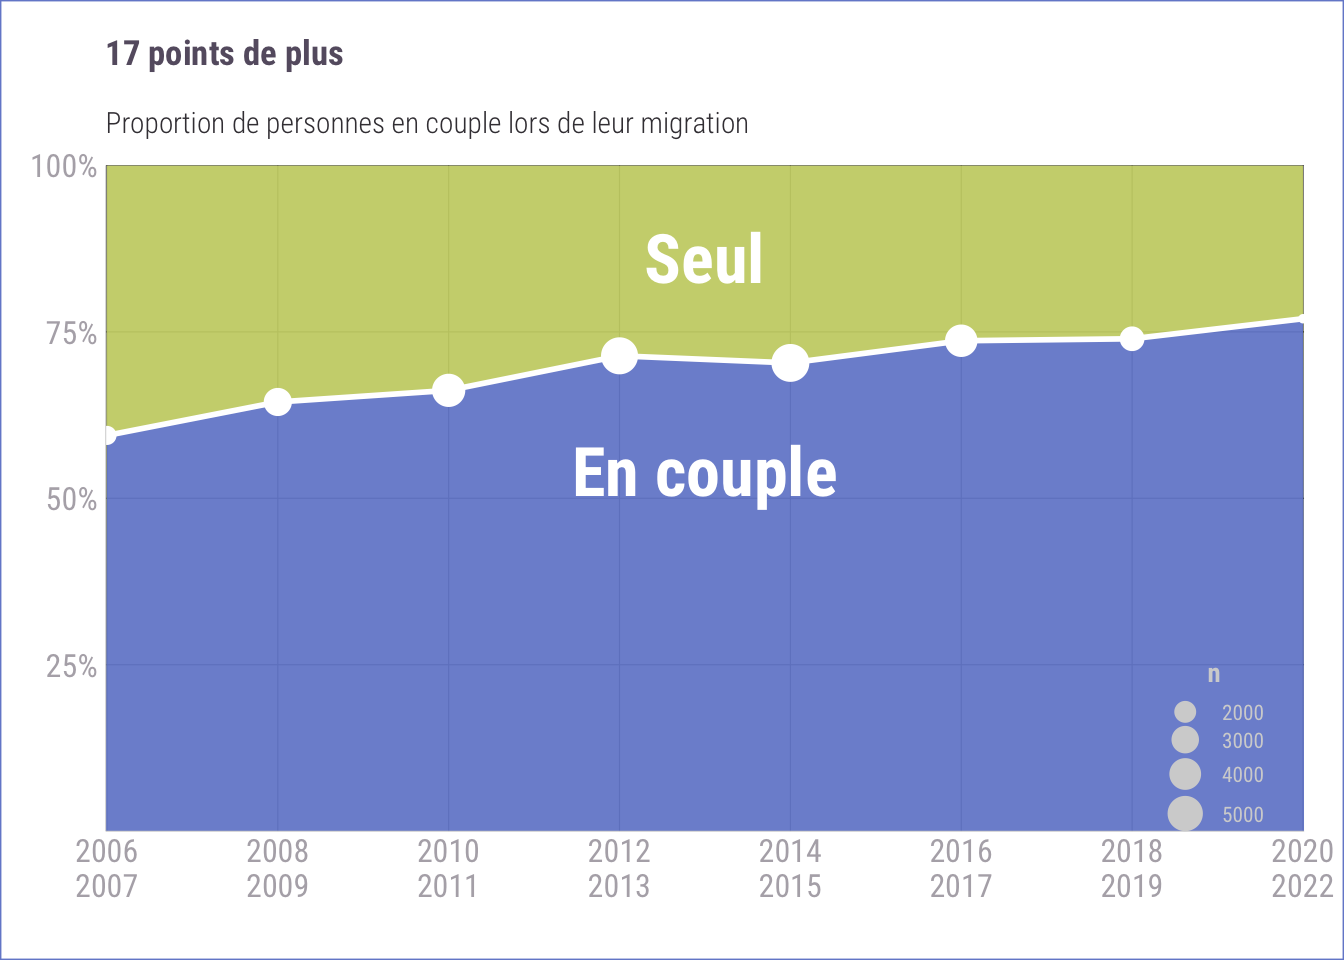 17 points de plus
Proportion de personnes en couple lors de leur migration
100%
75%
50%
25%
Seul
En couple
n
2000
3000
4000
5000
2006 2008 2010 2012 2014 2016 2018 2020
2007 2009 2011 2013 2015 2017 2019 2022